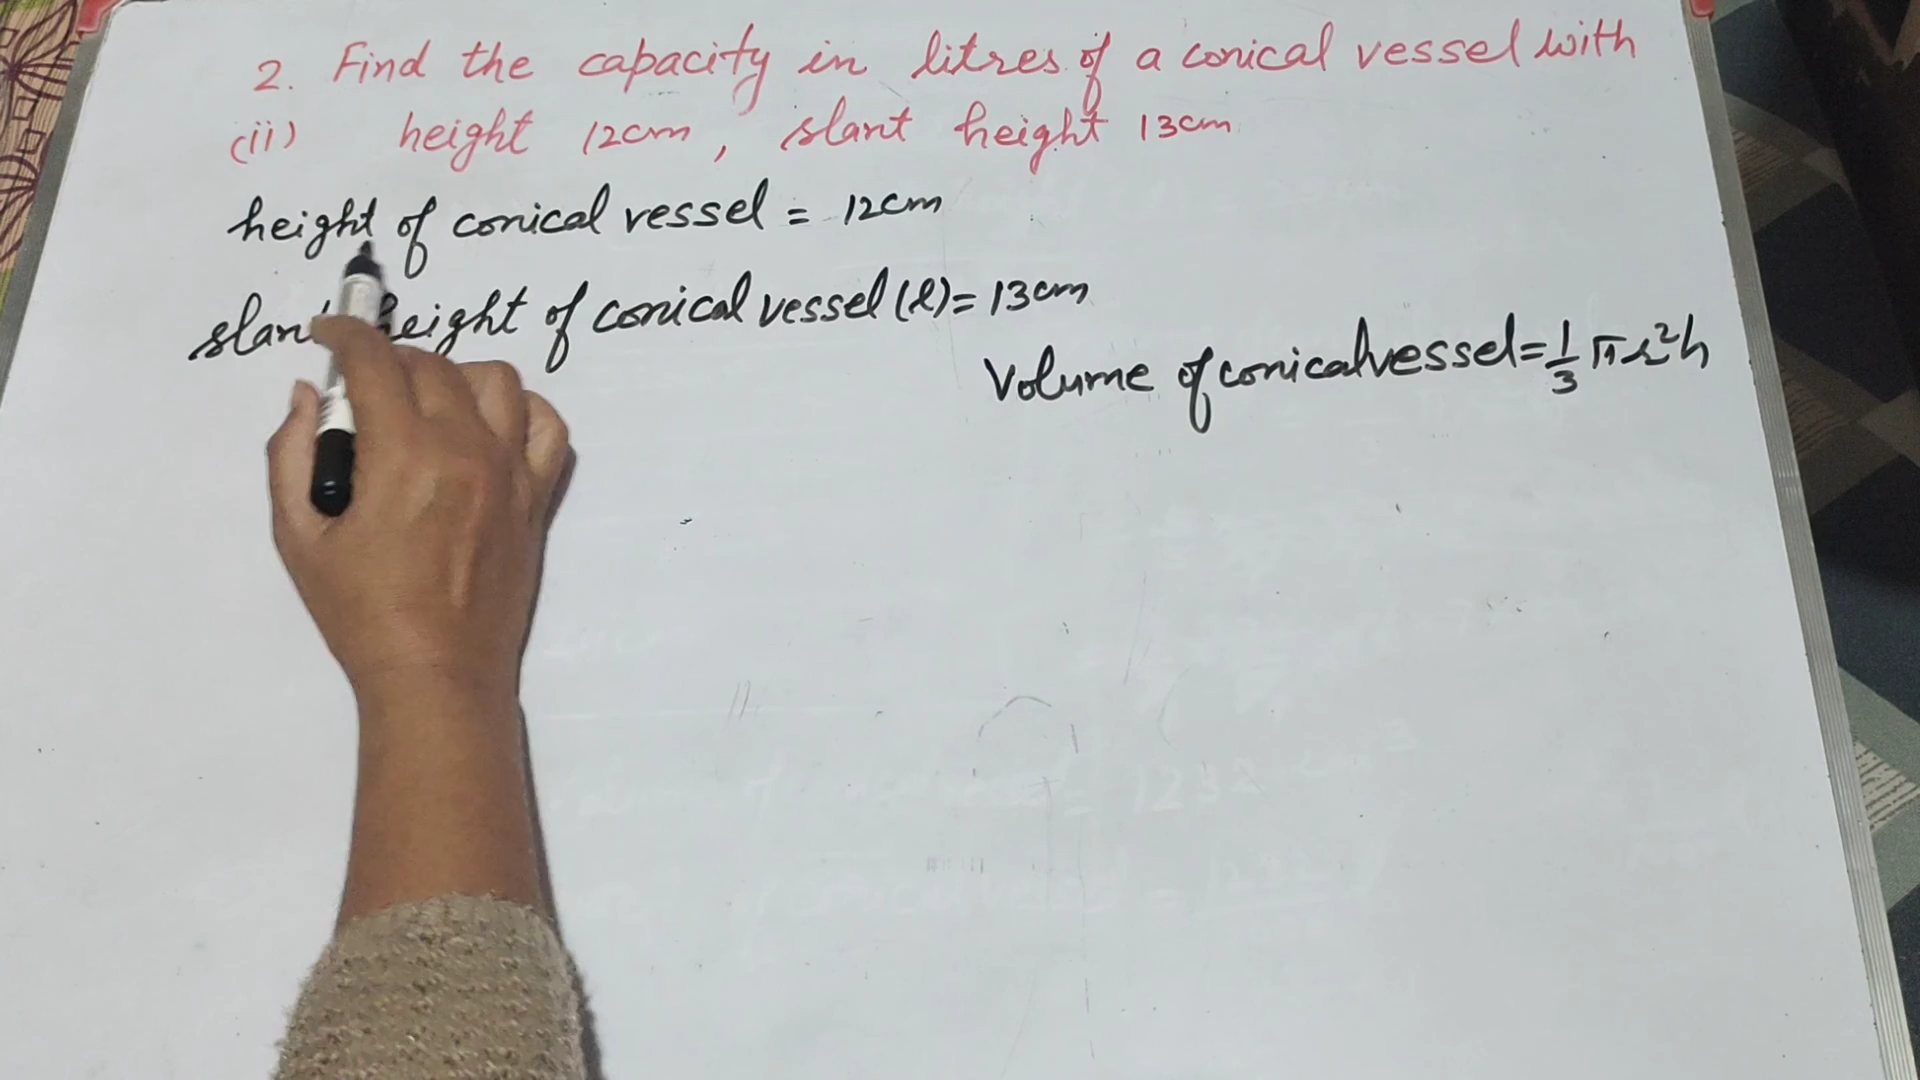 2. Find the capacity in litres of a conical vessel with
(ii) height 12cm, slant height 13cm
height of conical vessel = 12cm
slant height of conical vessel (l) = 13cm
Volume of conical vessel = 1/3 πr²h